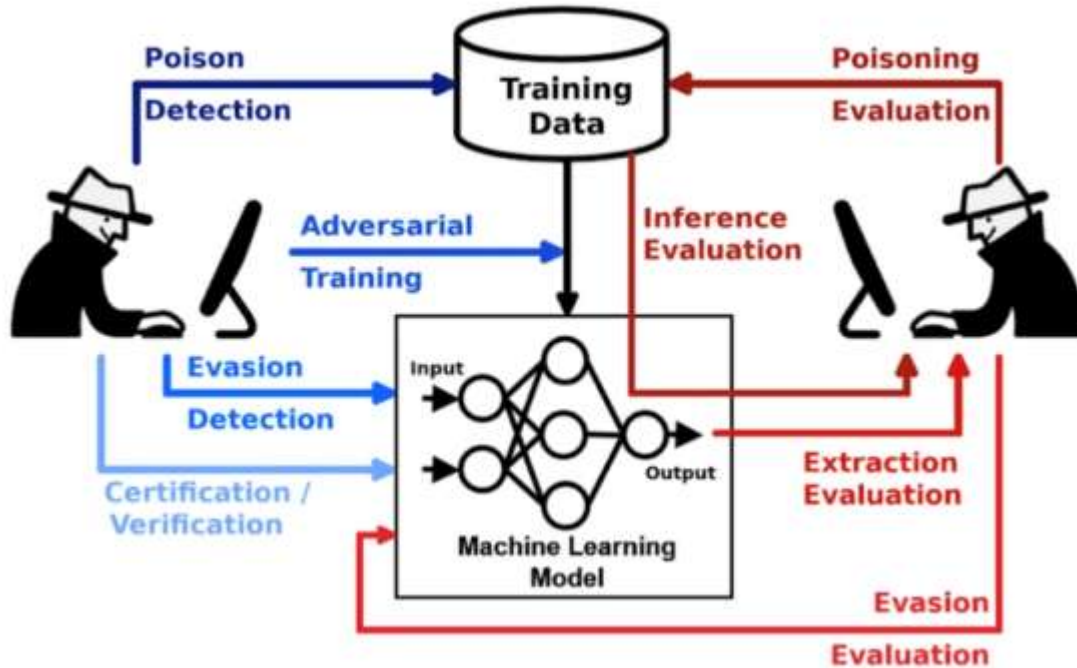 Poison
Detection
Training
Data
Poisoning
Evaluation
Adversarial
Training
Inference
Evaluation
Evasion
Detection
Certification /
Verification
Input
Output
Machine Learning
Model
Extraction
Evaluation
Evasion
Evaluation